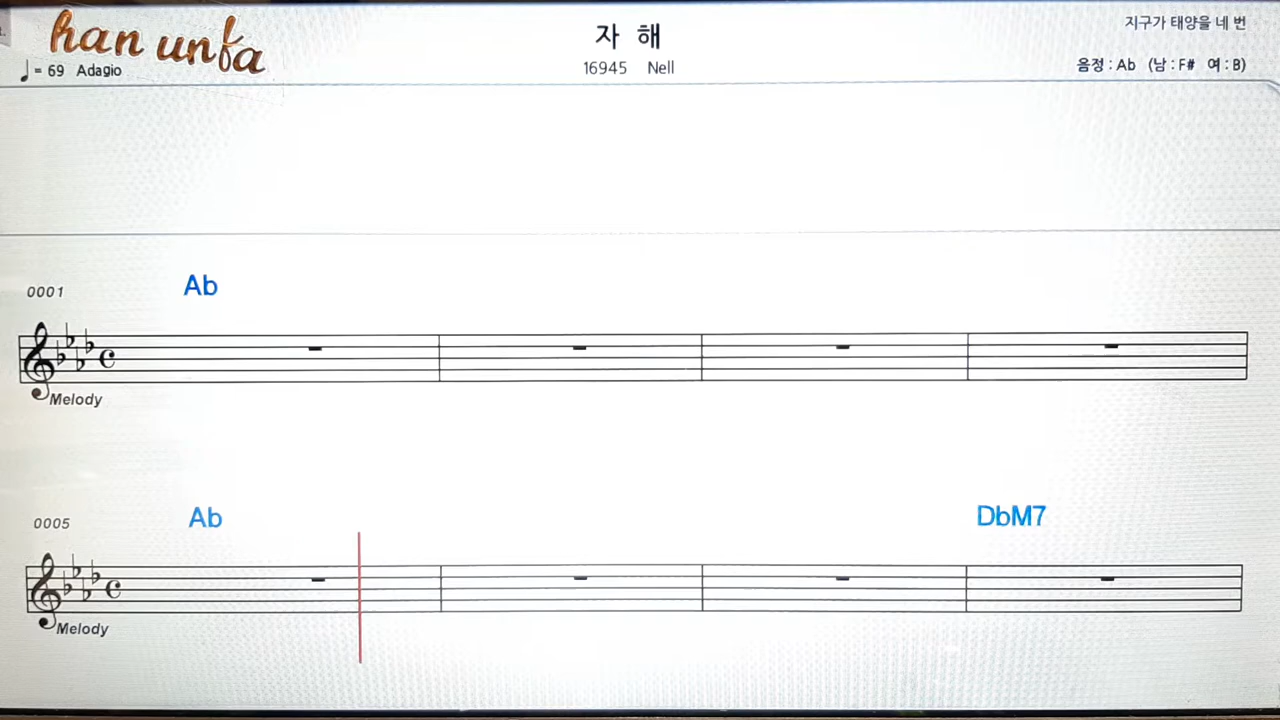 han unfa
자 해
지구가 태양을 네 번
♩= 69 Adagio
16945 Nell
음정 : Ab (남 : F# 여 : B)
0001
Ab
Melody
0005
Ab
DbM7
Melody